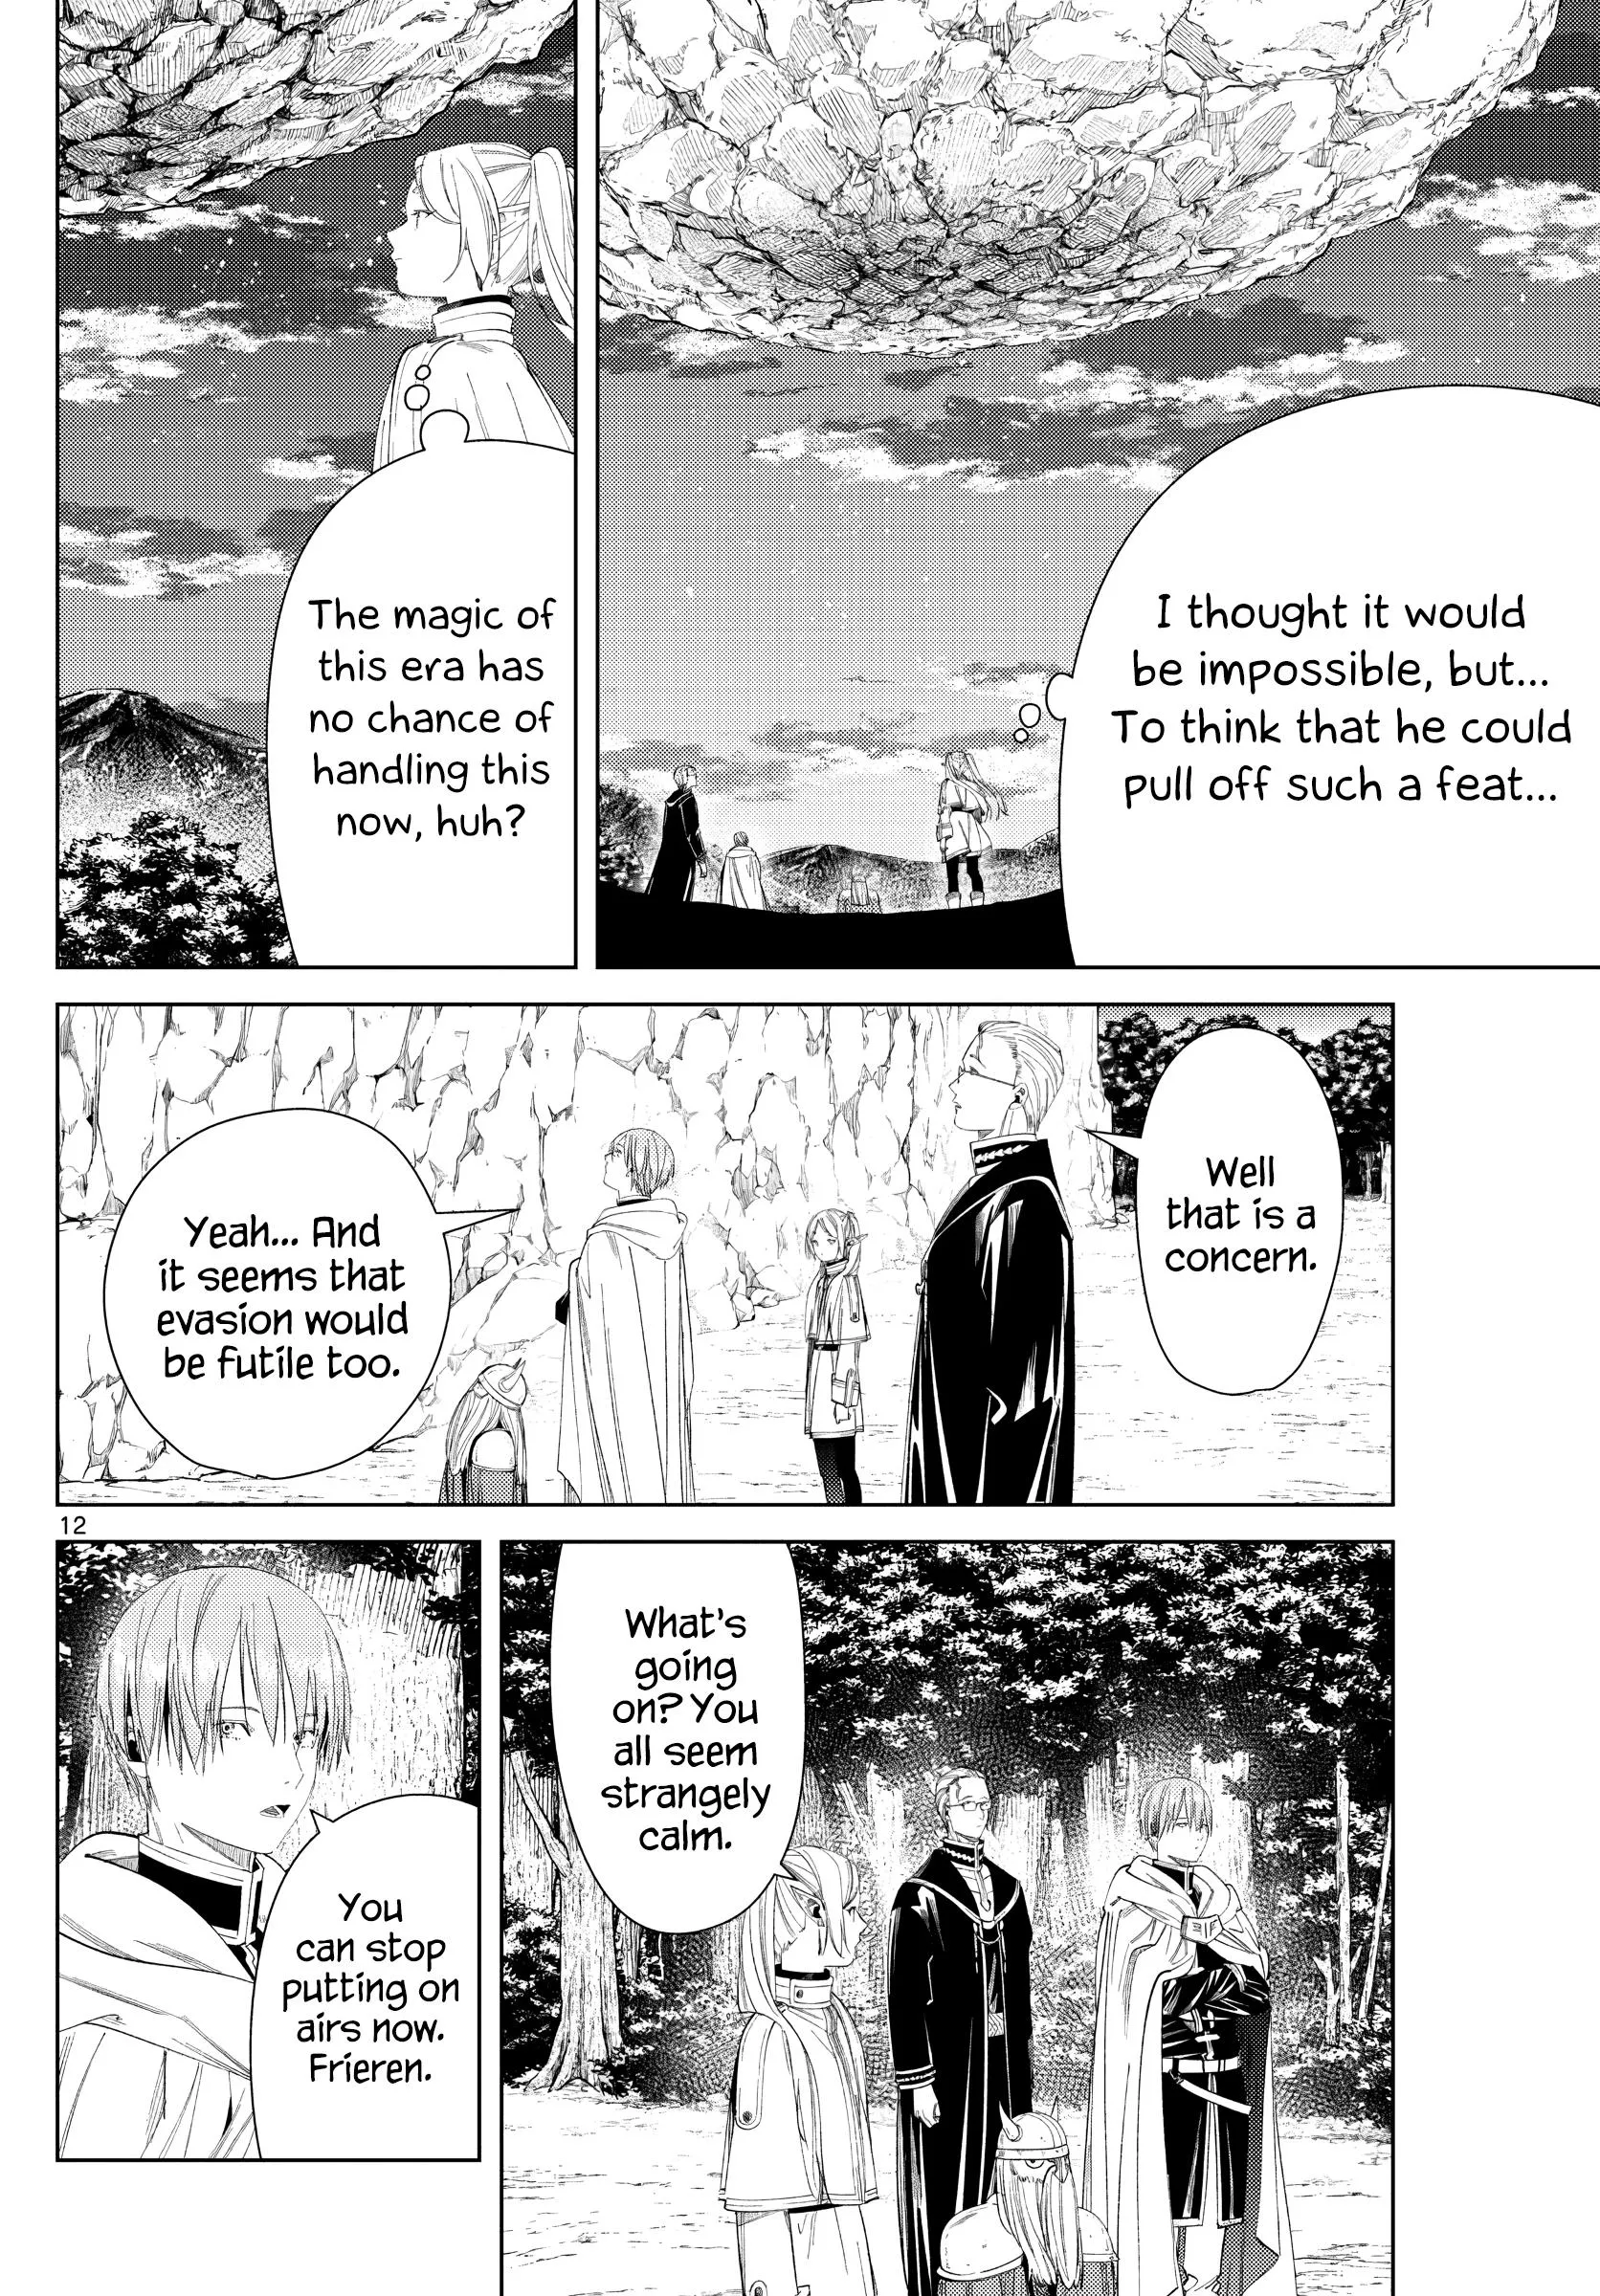 I thought it would
be impossible, but...
To think that he could
pull off such a feat...
The magic of
this era has
no chance of
handling this
now, huh?
Well
that is a
concern.
Yeah... And
it seems that
evasion would
be futile too.
12
What's
going
on? You
all seem
strangely
calm.
You
can stop
putting on
airs now.
Frieren.